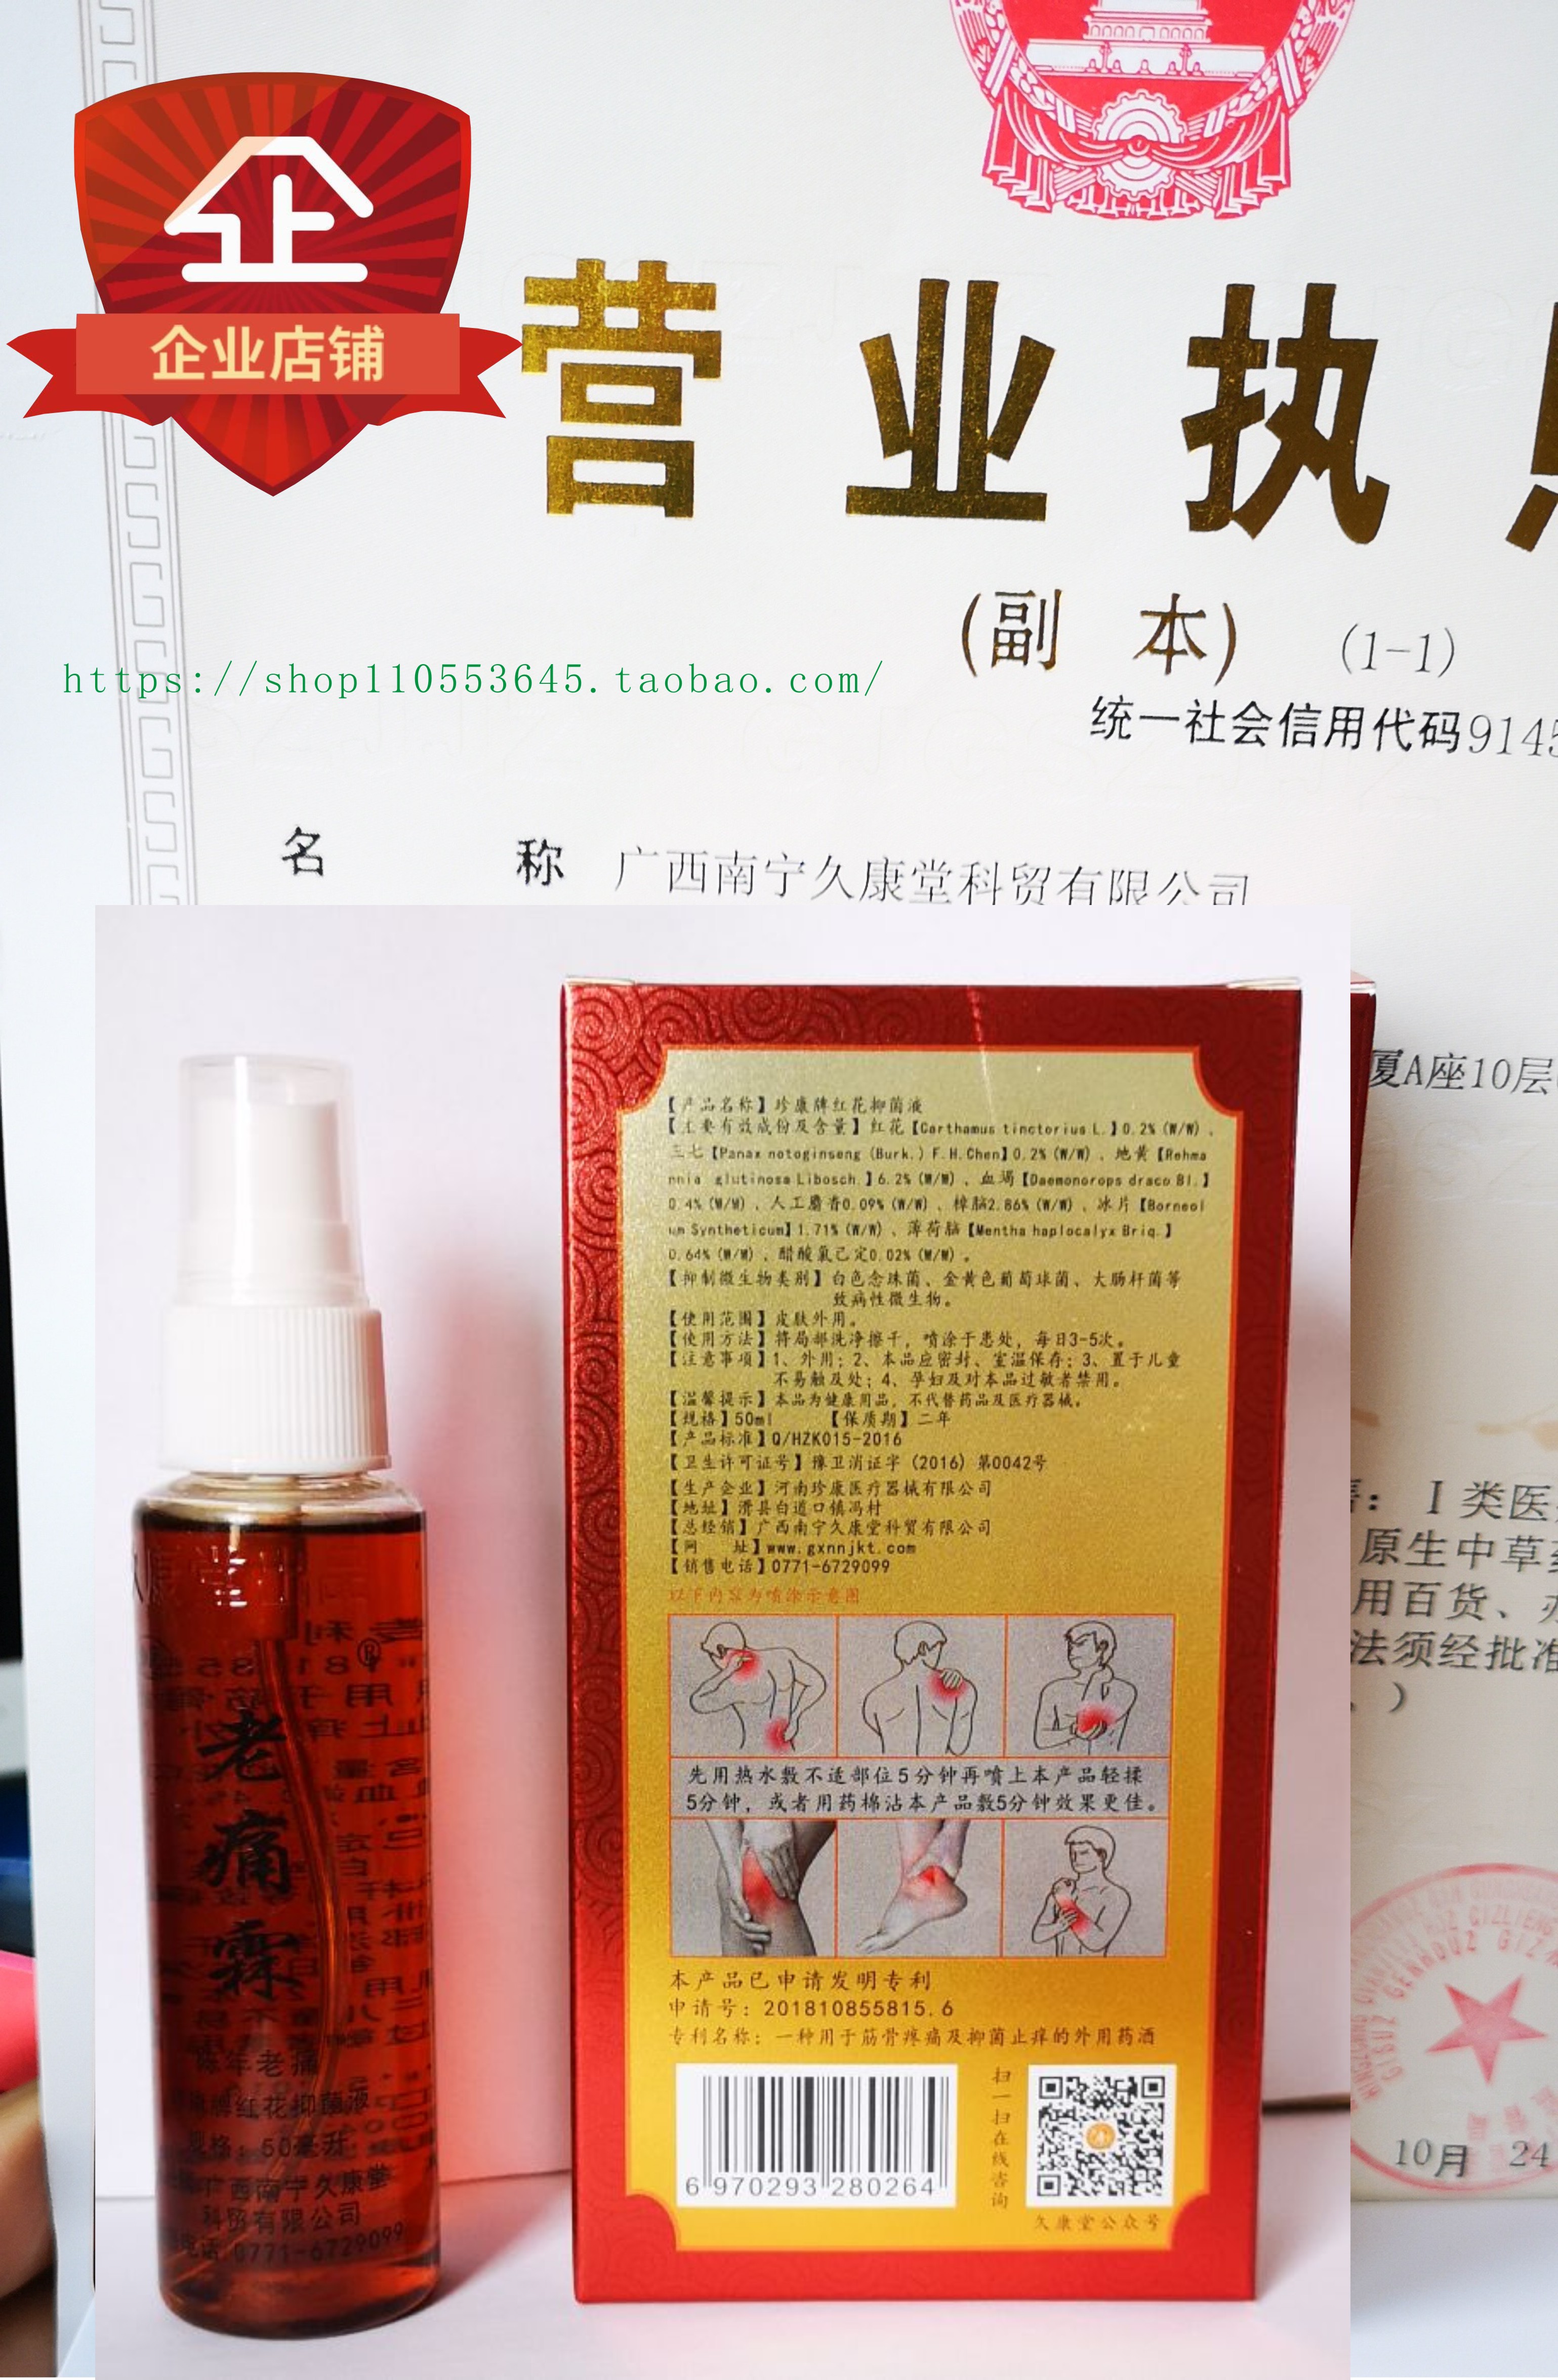 企
企业店铺
营业执
(副 本) (1-1)
https://shop110553645.taobao.com/
统一社会信用代码9145
名 称 广西南宁久康堂科贸有限公司
厦A座10层
【产品名称】珍康牌红花抑菌液
【主要有效成份及含量】红花【Carthamus tinctorius L.】0.2%(W/W)、
三七【Panax notoginseng (Burk.) F.H.Chen】0.2%(W/W)、地黄【Rehma
nnia glutinosa Libosch.】6.2%(W/W)、血竭【Daemonorops draco Bl.】
0.4%(W/W)、人工麝香0.09%(W/W)、樟脑2.86%(W/W)、冰片【Borneol
um Syntheticum】1.71%(W/W)、薄荷脑【Mentha haplocalyx Briq.】
0.64%(W/W)、醋酸氯己定0.02%(W/W)。
【抑制微生物类别】白色念珠菌、金黄色葡萄球菌、大肠杆菌等
致病性微生物。
【使用范围】皮肤外用。
【使用方法】将局部洗净擦干，喷涂于患处，每日3-5次。
【注意事项】1、外用；2、本品应密封、室温保存；3、置于儿童
不易触及处；4、孕妇及对本品过敏者禁用。
【温馨提示】本品为健康用品，不代替药品及医疗器械。
【规格】50ml 【保质期】二年
【产品标准】Q/HZK015-2016
【卫生许可证号】豫卫消证字（2016）第0042号
【生产企业】河南珍康医疗器械有限公司
【地址】滑县白道口镇冯村
【总经销】广西南宁久康堂科贸有限公司
【网 址】www.gxnnjkt.com
【销售电话】0771-6729099
以下内容为喷涂示意图
先用热水敷不适部位5分钟再喷上本产品轻揉
5分钟，或者用药棉沾本产品敷5分钟效果更佳。
本产品已申请发明专利
申请号：201810855815.6
专利名称：一种用于筋骨疼痛及抑菌止痒的外用药酒
6 970293 280264
扫一扫在线咨询
久康堂公众号
康堂
®
老痛霖
陈年老痛
牌红花抑菌液
规格：50毫升
广西南宁久康堂
科贸有限公司
电话 0771-6729099
：I类医
原生中草
用百货、
法须经批准
。）
10月 24